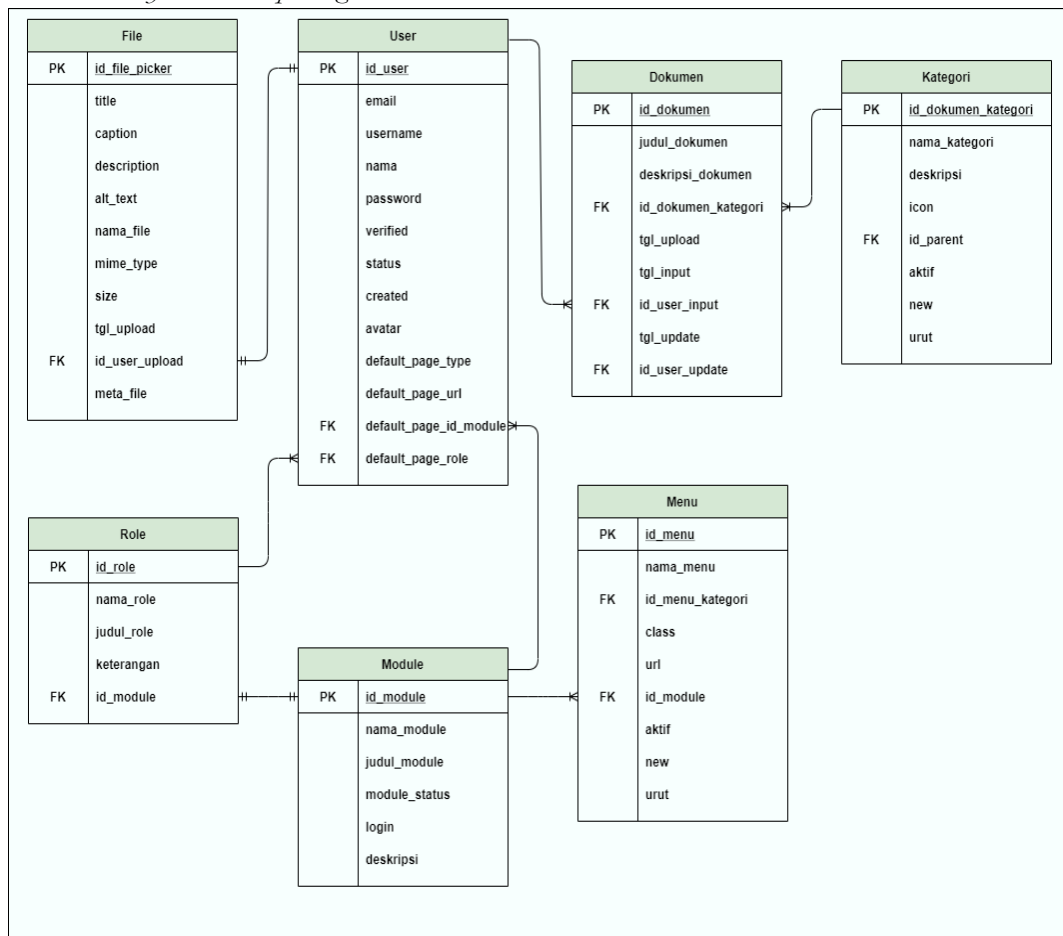 File
PK id_file_picker
title
caption
description
alt_text
nama_file
mime_type
size
tgl_upload
FK id_user_upload
meta_file
User
PK id_user
email
username
nama
password
verified
status
created
avatar
default_page_type
default_page_url
FK default_page_id_module
FK default_page_role
Dokumen
PK id_dokumen
judul_dokumen
deskripsi_dokumen
FK id_dokumen_kategori
tgl_upload
tgl_input
FK id_user_input
tgl_update
FK id_user_update
Kategori
PK id_dokumen_kategori
nama_kategori
deskripsi
icon
FK id_parent
aktif
new
urut
Role
PK id_role
nama_role
judul_role
keterangan
FK id_module
Module
PK id_module
nama_module
judul_module
module_status
login
deskripsi
Menu
PK id_menu
nama_menu
FK id_menu_kategori
class
url
FK id_module
aktif
new
urut